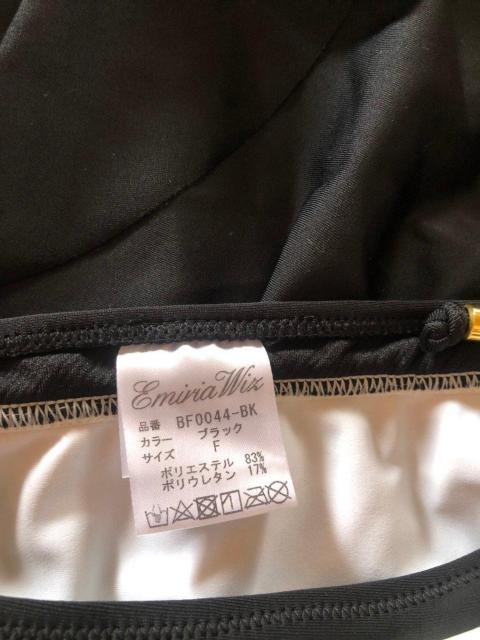 EmiriaWiz
品番 BF0044-BK
カラー ブラック
サイズ F
ポリエステル 83%
ポリウレタン 17%